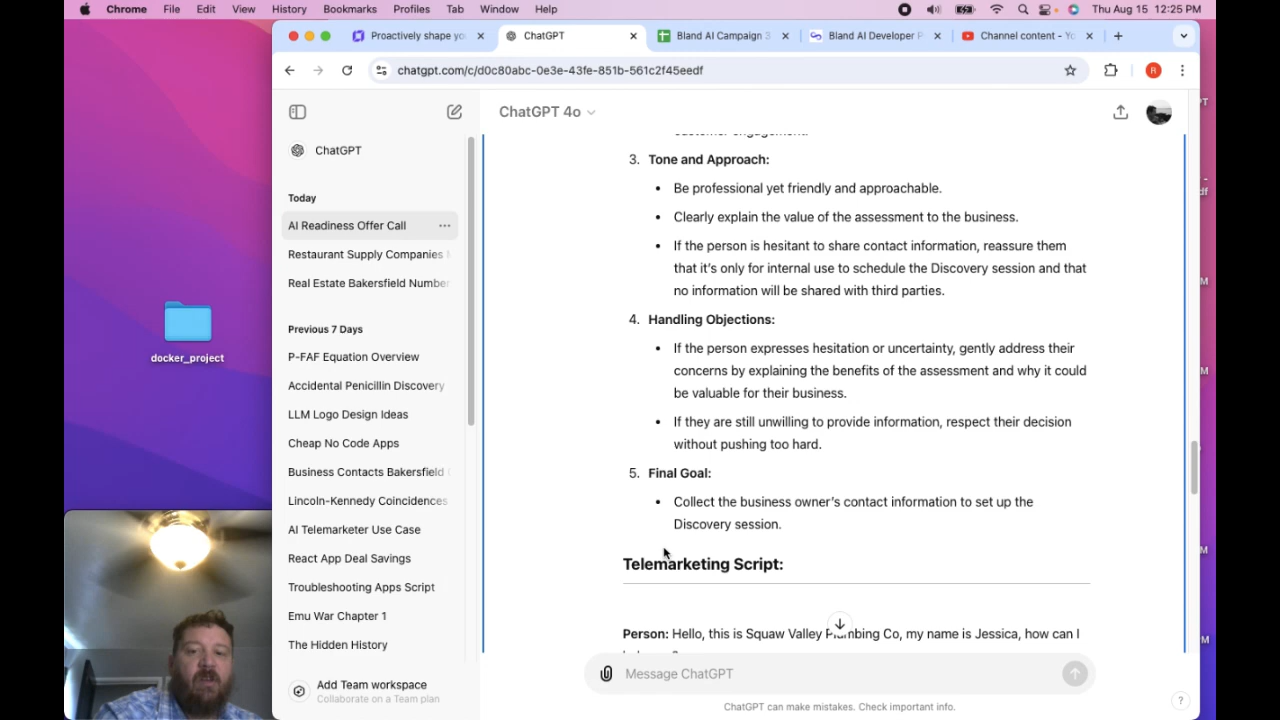 Chrome File Edit View History Bookmarks Profiles Tab Window Help Thu Aug 15 12:25 PM
Proactively shape yo ChatGPT Bland AI Campaign 3 Bland AI Developer P Channel content - Yo
chatgpt.com/c/d0c80abc-0e3e-43fe-851b-561c2f45eedf R
ChatGPT 4o
ChatGPT
Today
AI Readiness Offer Call
Restaurant Supply Companies
Real Estate Bakersfield Number
Previous 7 Days
P-FAF Equation Overview
Accidental Penicillin Discovery
LLM Logo Design Ideas
Cheap No Code Apps
Business Contacts Bakersfield
Lincoln-Kennedy Coincidences
AI Telemarketer Use Case
React App Deal Savings
Troubleshooting Apps Script
Emu War Chapter 1
The Hidden History
Add Team workspace
Collaborate on a Team plan
customer engagement.
3. Tone and Approach:
• Be professional yet friendly and approachable.
• Clearly explain the value of the assessment to the business.
• If the person is hesitant to share contact information, reassure them
that it's only for internal use to schedule the Discovery session and that
no information will be shared with third parties.
4. Handling Objections:
• If the person expresses hesitation or uncertainty, gently address their
concerns by explaining the benefits of the assessment and why it could
be valuable for their business.
• If they are still unwilling to provide information, respect their decision
without pushing too hard.
5. Final Goal:
• Collect the business owner's contact information to set up the
Discovery session.
Telemarketing Script:
Person: Hello, this is Squaw Valley Plumbing Co, my name is Jessica, how can I
Message ChatGPT
ChatGPT can make mistakes. Check important info.
?
docker_project